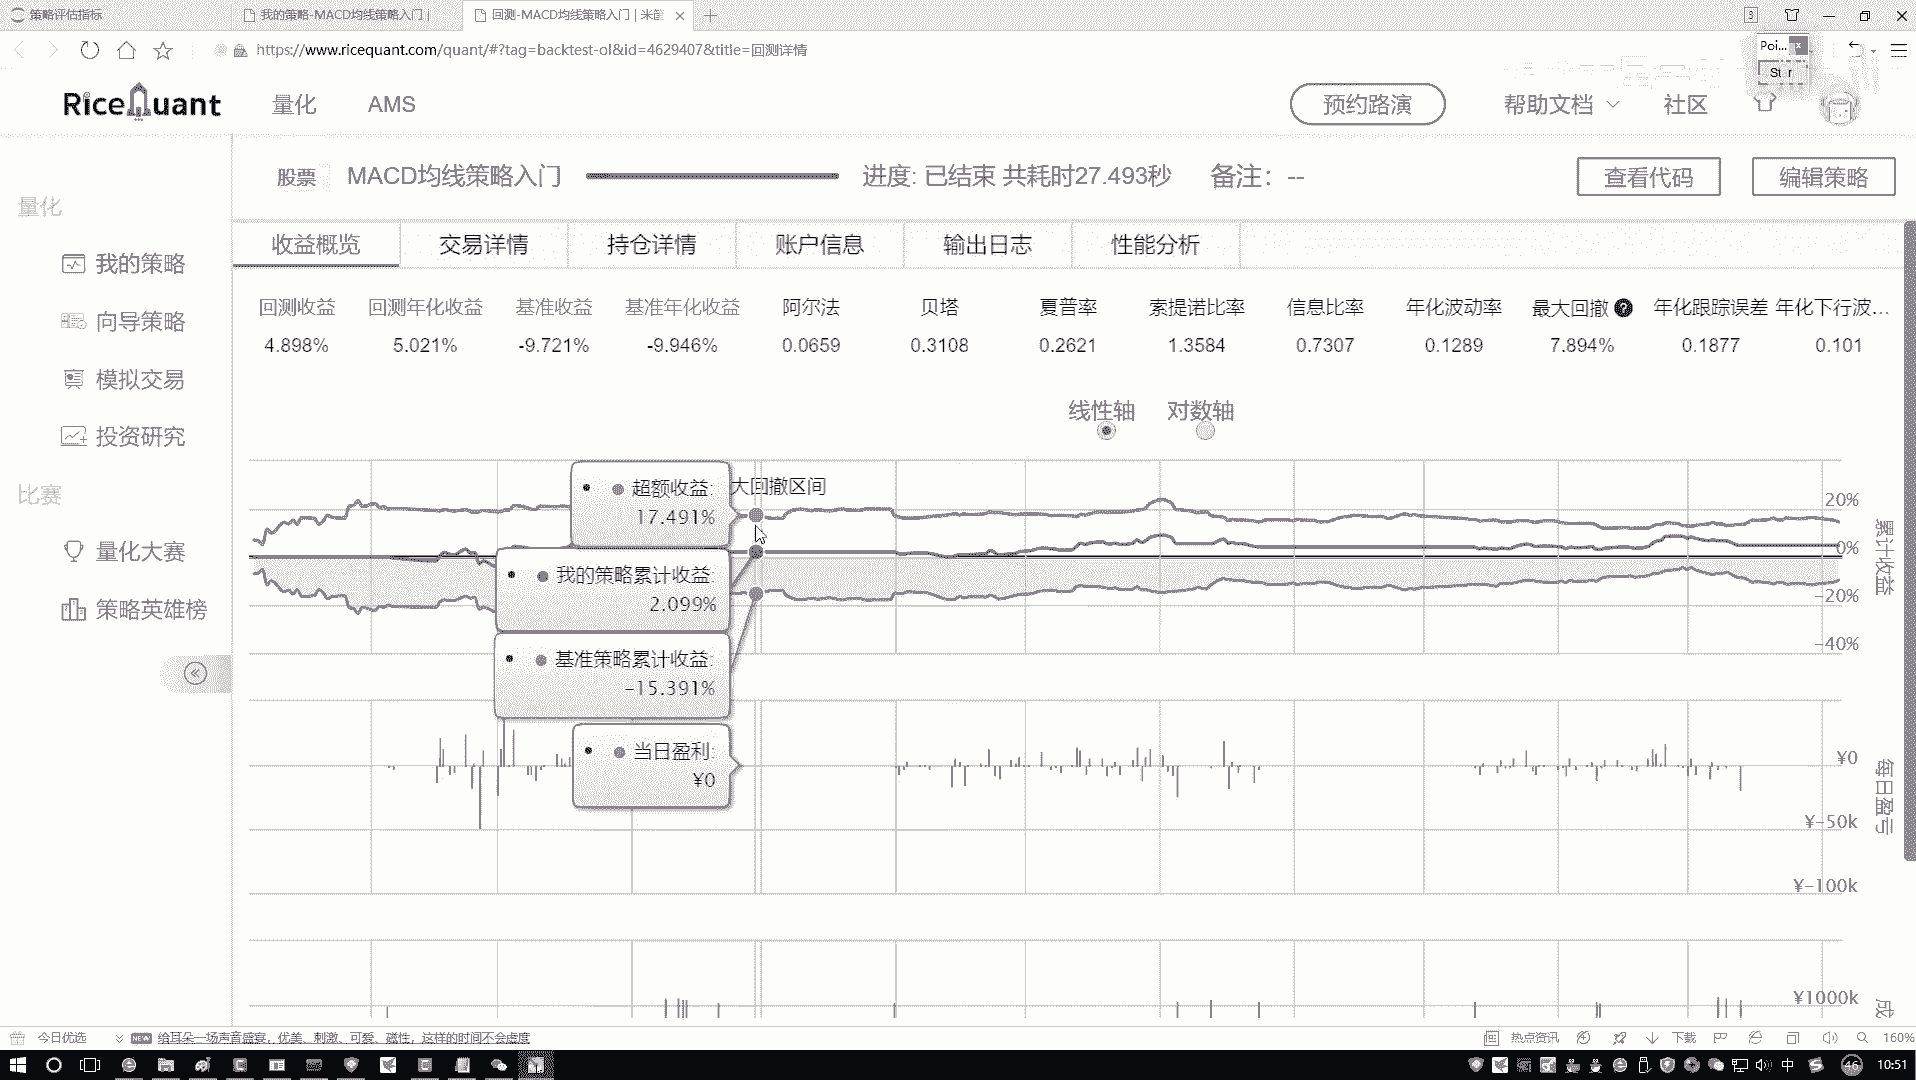 策略评估指标
我的策略-MACD均线策略入门 |
回测-MACD均线策略入门 | 米筐
3
https://www.ricequant.com/quant/#?tag=backtest-ol&id=4629407&title=回测详情
Poi...
RiceQuant
量化
AMS
预约路演
帮助文档
社区
股票
MACD均线策略入门
进度: 已结束 共耗时27.493秒
备注：--
查看代码
编辑策略
量化
我的策略
向导策略
模拟交易
投资研究
比赛
量化大赛
策略英雄榜
收益概览
交易详情
持仓详情
账户信息
输出日志
性能分析
回测收益 回测年化收益 基准收益 基准年化收益 阿尔法 贝塔 夏普率 索提诺比率 信息比率 年化波动率 最大回撤 年化跟踪误差 年化下行波...
4.898% 5.021% -9.721% -9.946% 0.0659 0.3108 0.2621 1.3584 0.7307 0.1289 7.894% 0.1877 0.101
线性轴 对数轴
超额收益:
17.491%
大回撤区间
我的策略累计收益:
2.099%
基准策略累计收益:
-15.391%
当日盈利:
¥0
20%
0%
-20%
-40%
累计收益
¥0
¥-50k
¥-100k
每日盈亏
¥1000k
今日优选
NEW 给耳朵一场声音盛宴，优美、刺激、可爱、磁性，这样的时间不会虚度
热点资讯
下载
160%
中
46
10:51